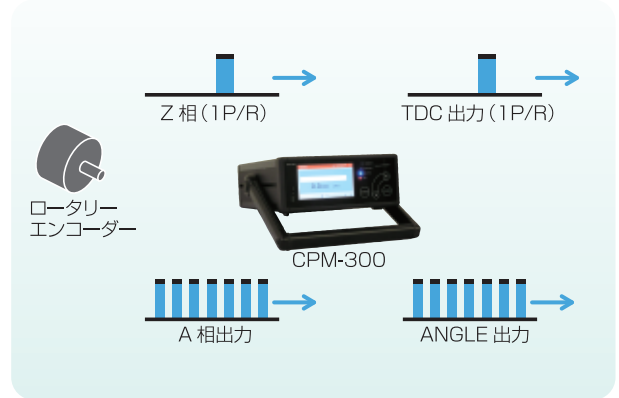 Z 相(1P/R)
TDC 出力(1P/R)
ロータリー
エンコーダー
CPM-300
A 相出力
ANGLE 出力